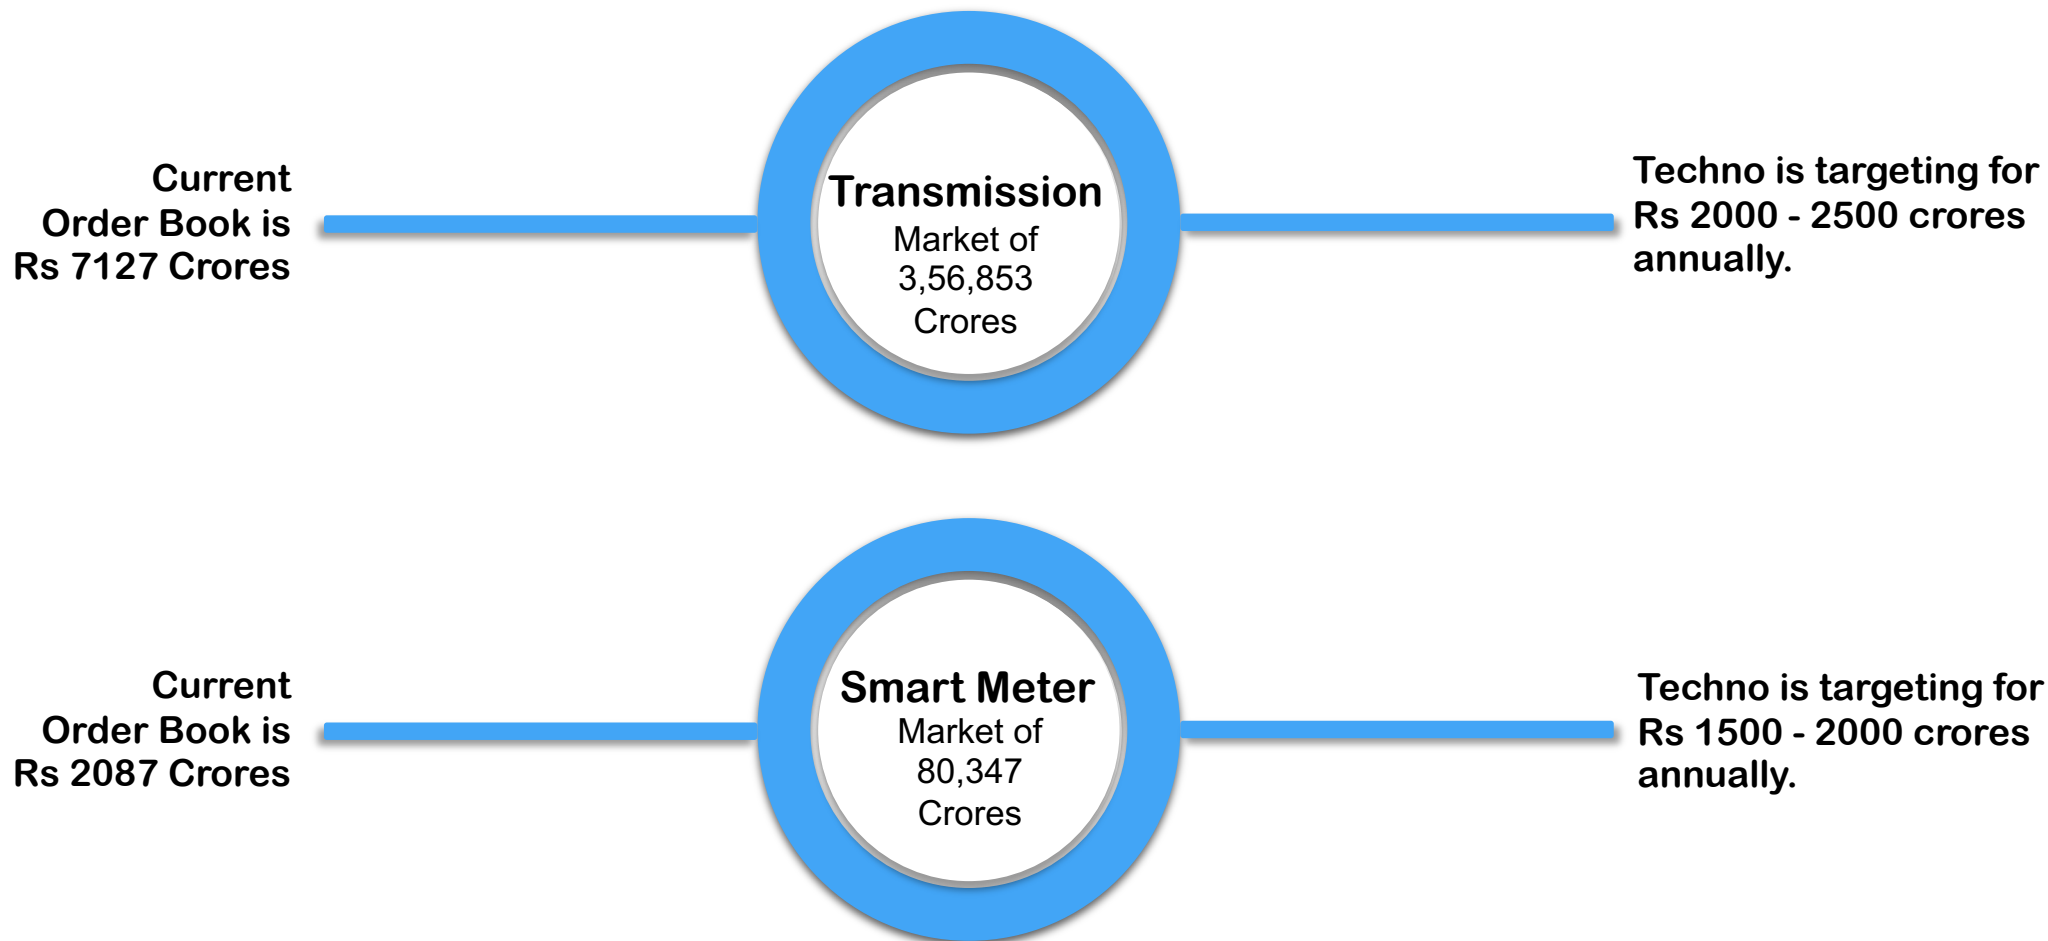 Current
Order Book is
Rs 7127 Crores
Transmission
Market of
3,56,853
Crores
Techno is targeting for
Rs 2000 - 2500 crores
annually.
Current
Order Book is
Rs 2087 Crores
Smart Meter
Market of
80,347
Crores
Techno is targeting for
Rs 1500 - 2000 crores
annually.